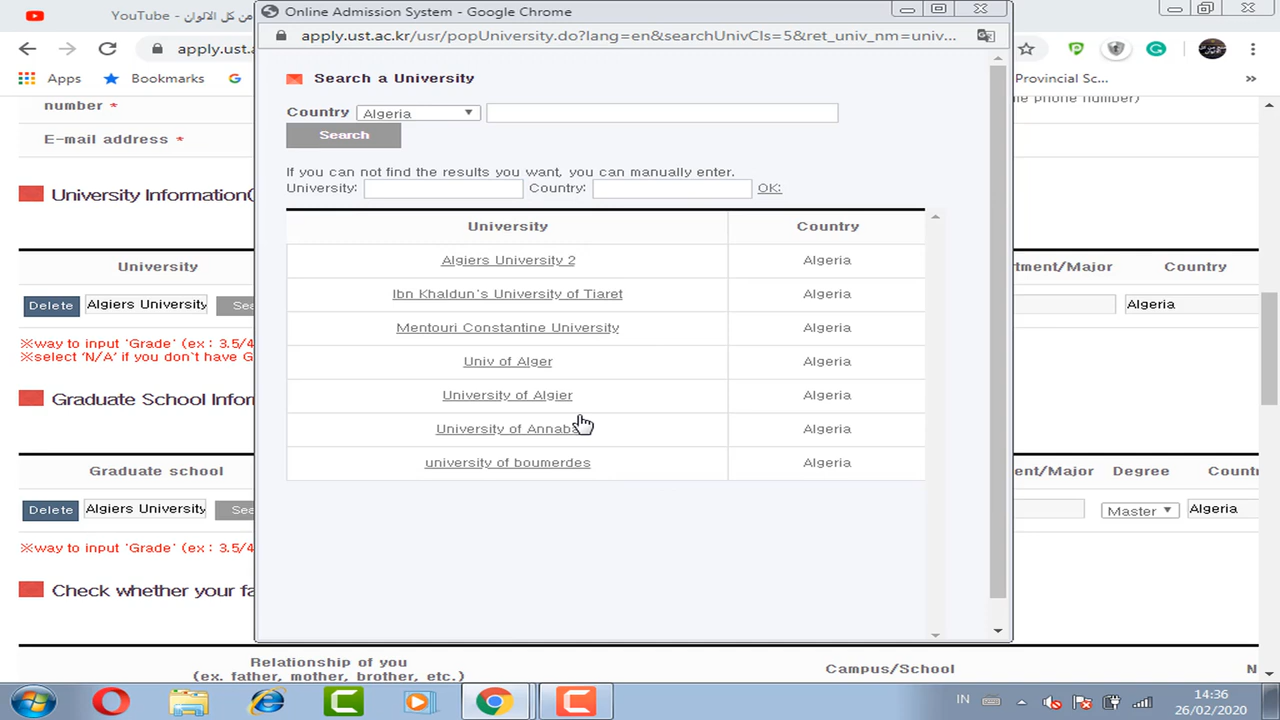 YouTube - من كل الالوان
Online Admission System - Google Chrome
apply.ust.a
apply.ust.ac.kr/usr/popUniversity.do?lang=en&searchUnivCls=5&ret_univ_nm=univ...
Apps
Bookmarks
G
Provincial Sc...
»
number *
phone number)
E-mail address *
Search a University
Country Algeria
Search
If you can not find the results you want, you can manually enter.
University: Country: OK:
University Information(
University Country
Algiers University 2 Algeria
Ibn Khaldun's University of Tiaret Algeria
Mentouri Constantine University Algeria
Univ of Alger Algeria
University of Algier Algeria
University of Annaba Algeria
university of boumerdes Algeria
University
tment/Major Country
Delete Algiers University Sea
Algeria
※way to input 'Grade' (ex : 3.5/4
※select 'N/A' if you don`t have G
Graduate School Infor
Graduate school
ent/Major Degree Count
Delete Algiers University Sea
Master Algeria
※way to input 'Grade' (ex : 3.5/4
Check whether your fa
Relationship of you
(ex. father, mother, brother, etc.)
Campus/School
N
IN
14:36
26/02/2020